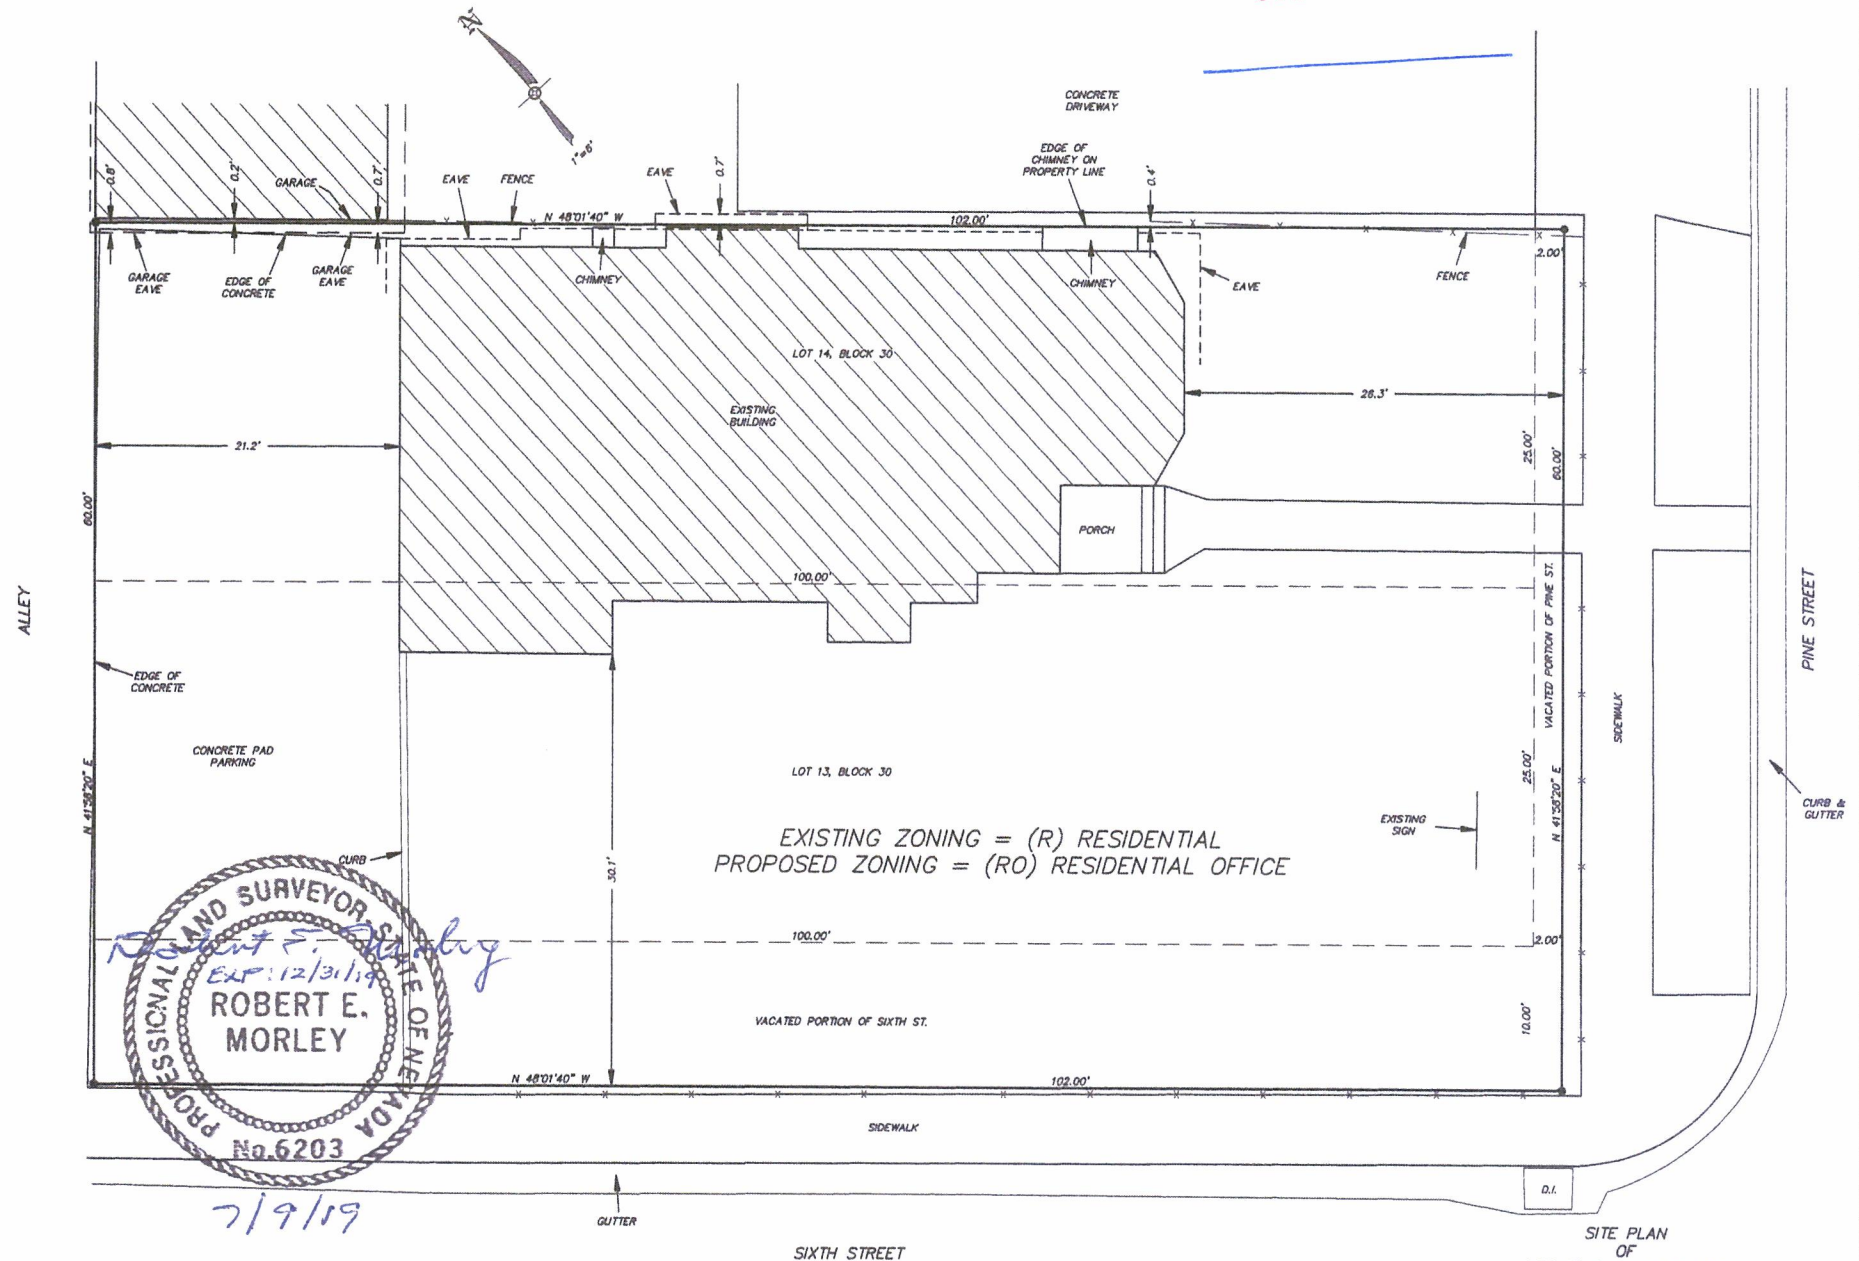 N
1"=6'
CONCRETE
DRIVEWAY
EDGE OF
CHIMNEY ON
PROPERTY LINE
0.2'
0.7'
GARAGE
EAVE
FENCE
EAVE
0.7'
0.4'
N 48°01'40" W
102.00'
2.00'
GARAGE
EAVE
EDGE OF
CONCRETE
GARAGE
EAVE
CHIMNEY
CHIMNEY
EAVE
FENCE
LOT 14, BLOCK 30
EXISTING
BUILDING
26.3'
21.2'
25.00'
60.00'
60.00'
PORCH
100.00'
ALLEY
VACATED PORTION OF PINE ST.
PINE STREET
EDGE OF
CONCRETE
SIDEWALK
CONCRETE PAD
PARKING
LOT 13, BLOCK 30
25.00'
N 41°58'20" E
N 41°58'20" E
CURB &
GUTTER
EXISTING
SIGN
EXISTING ZONING = (R) RESIDENTIAL
PROPOSED ZONING = (RO) RESIDENTIAL OFFICE
CURB
30.1'
100.00'
2.00'
PROFESSIONAL LAND SURVEYOR STATE OF NEVADA
Robert E. Morley
EXP: 12/31/19
ROBERT E.
MORLEY
No.6203
VACATED PORTION OF SIXTH ST.
10.00'
N 48°01'40" W
102.00'
SIDEWALK
7/9/19
GUTTER
D.I.
SIXTH STREET
SITE PLAN
OF